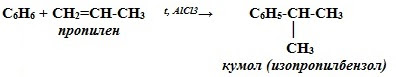 C₆H₆ + CH₂=CH-CH₃ t, AlCl3→ C₆H₅-CH-CH₃
пропилен |
CH₃
кумол (изопропилбензол)